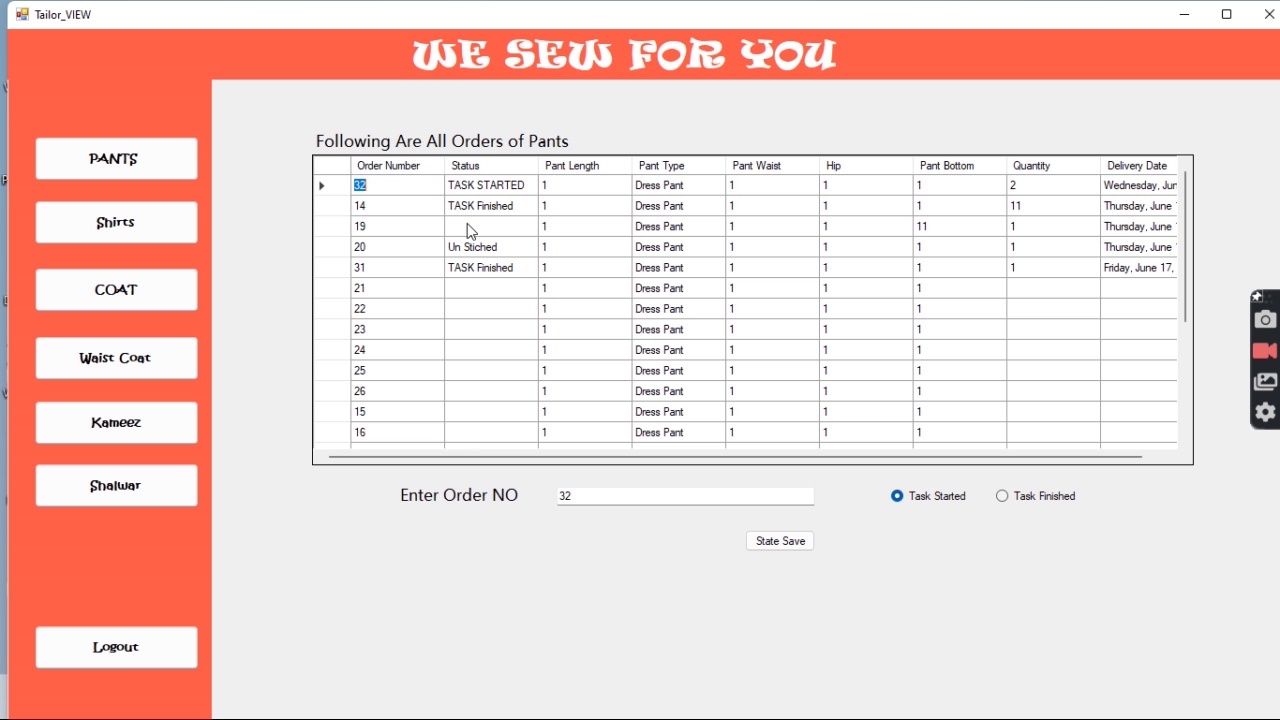 Tailor_VIEW
WE SEW FOR YOU
PANTS
Shirts
COAT
Waist Coat
Kameez
Shalwar
Logout
Following Are All Orders of Pants
Order Number Status Pant Length Pant Type Pant Waist Hip Pant Bottom Quantity Delivery Date
32 TASK STARTED 1 Dress Pant 1 1 1 2 Wednesday, Jun
14 TASK Finished 1 Dress Pant 1 1 1 11 Thursday, June
19 1 Dress Pant 1 1 11 1 Thursday, June
20 Un Stiched 1 Dress Pant 1 1 1 1 Thursday, June
31 TASK Finished 1 Dress Pant 1 1 1 1 Friday, June 17,
21 1 Dress Pant 1 1 1
22 1 Dress Pant 1 1 1
23 1 Dress Pant 1 1 1
24 1 Dress Pant 1 1 1
25 1 Dress Pant 1 1 1
26 1 Dress Pant 1 1 1
15 1 Dress Pant 1 1 1
16 1 Dress Pant 1 1 1
Enter Order NO 32 Task Started Task Finished
State Save